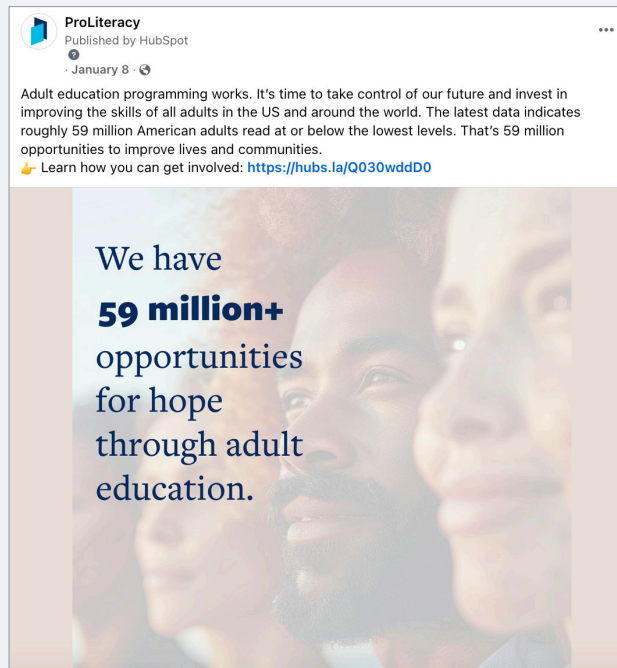 ProLiteracy
Published by HubSpot
?
· January 8 ·
Adult education programming works. It's time to take control of our future and invest in
improving the skills of all adults in the US and around the world. The latest data indicates
roughly 59 million American adults read at or below the lowest levels. That's 59 million
opportunities to improve lives and communities.
👉 Learn how you can get involved: https://hubs.la/Q030wddD0
We have
59 million+
opportunities
for hope
through adult
education.